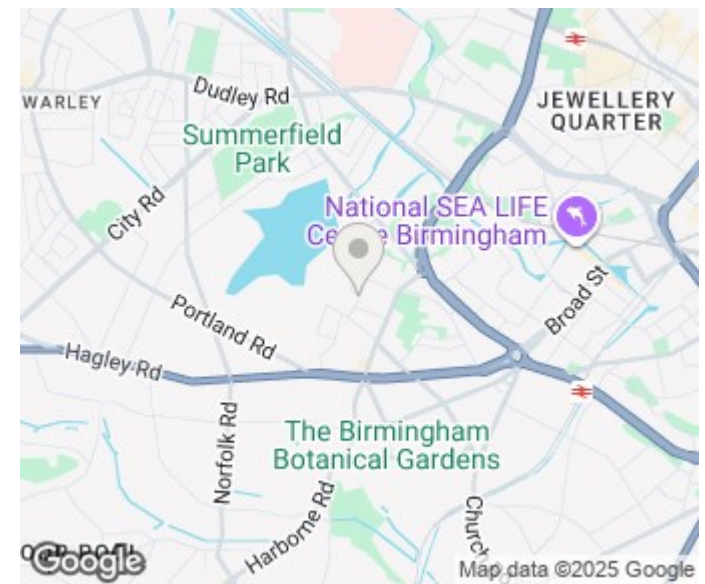 Dudley Rd
WARLEY
JEWELLERY
QUARTER
Summerfield
Park
City Rd
National SEA LIFE
Centre Birmingham
Broad St
Portland Rd
Hagley Rd
Norfolk Rd
The Birmingham
Botanical Gardens
Harborne Rd
Google
Map data ©2025 Google